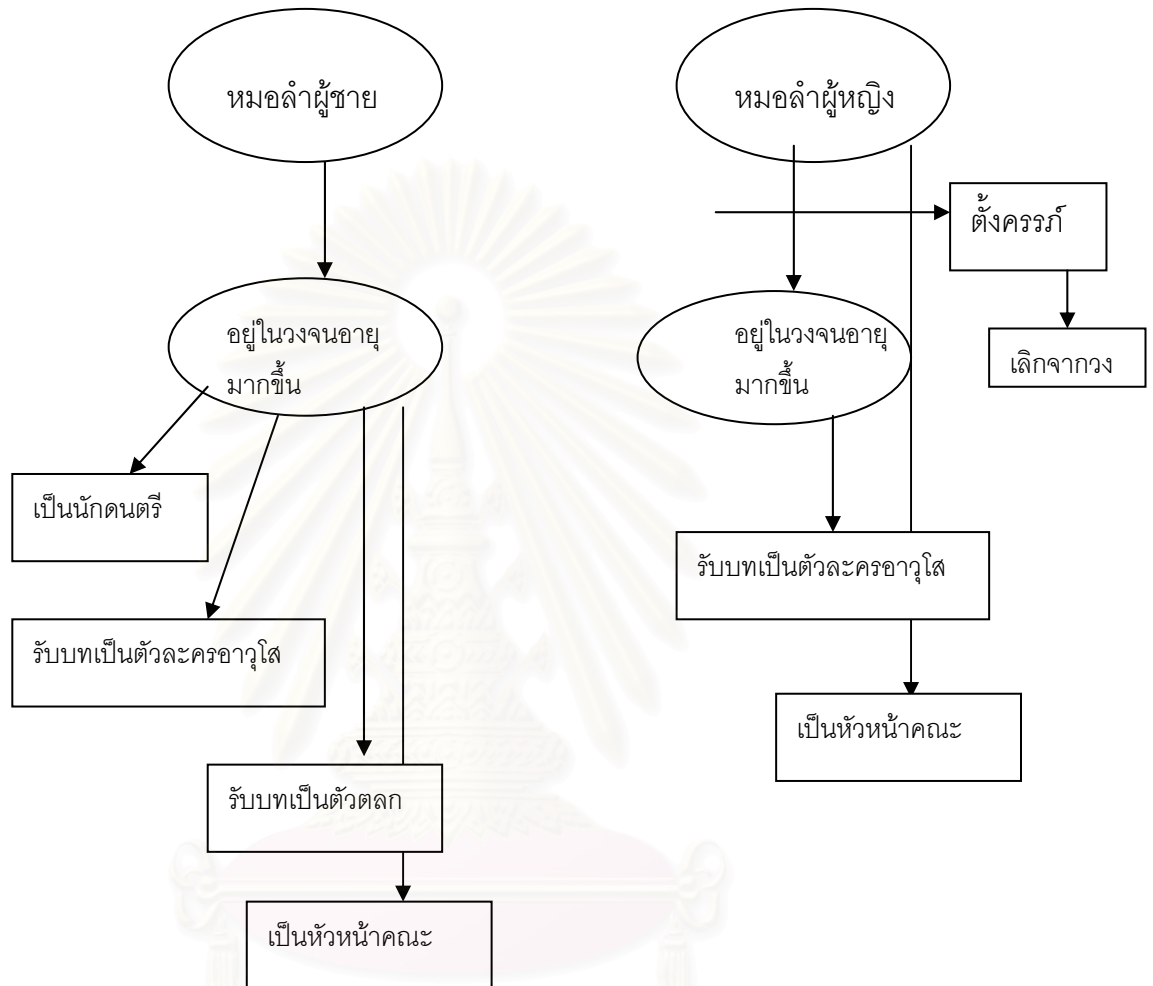 หมอลำผู้ชาย
หมอลำผู้หญิง
ตั้งครรภ์
เลิกจากวง
อยู่ในวงจนอายุ
มากขึ้น
อยู่ในวงจนอายุ
มากขึ้น
เป็นนักดนตรี
รับบทเป็นตัวละครอาวุโส
รับบทเป็นตัวละครอาวุโส
เป็นหัวหน้าคณะ
รับบทเป็นตัวตลก
เป็นหัวหน้าคณะ